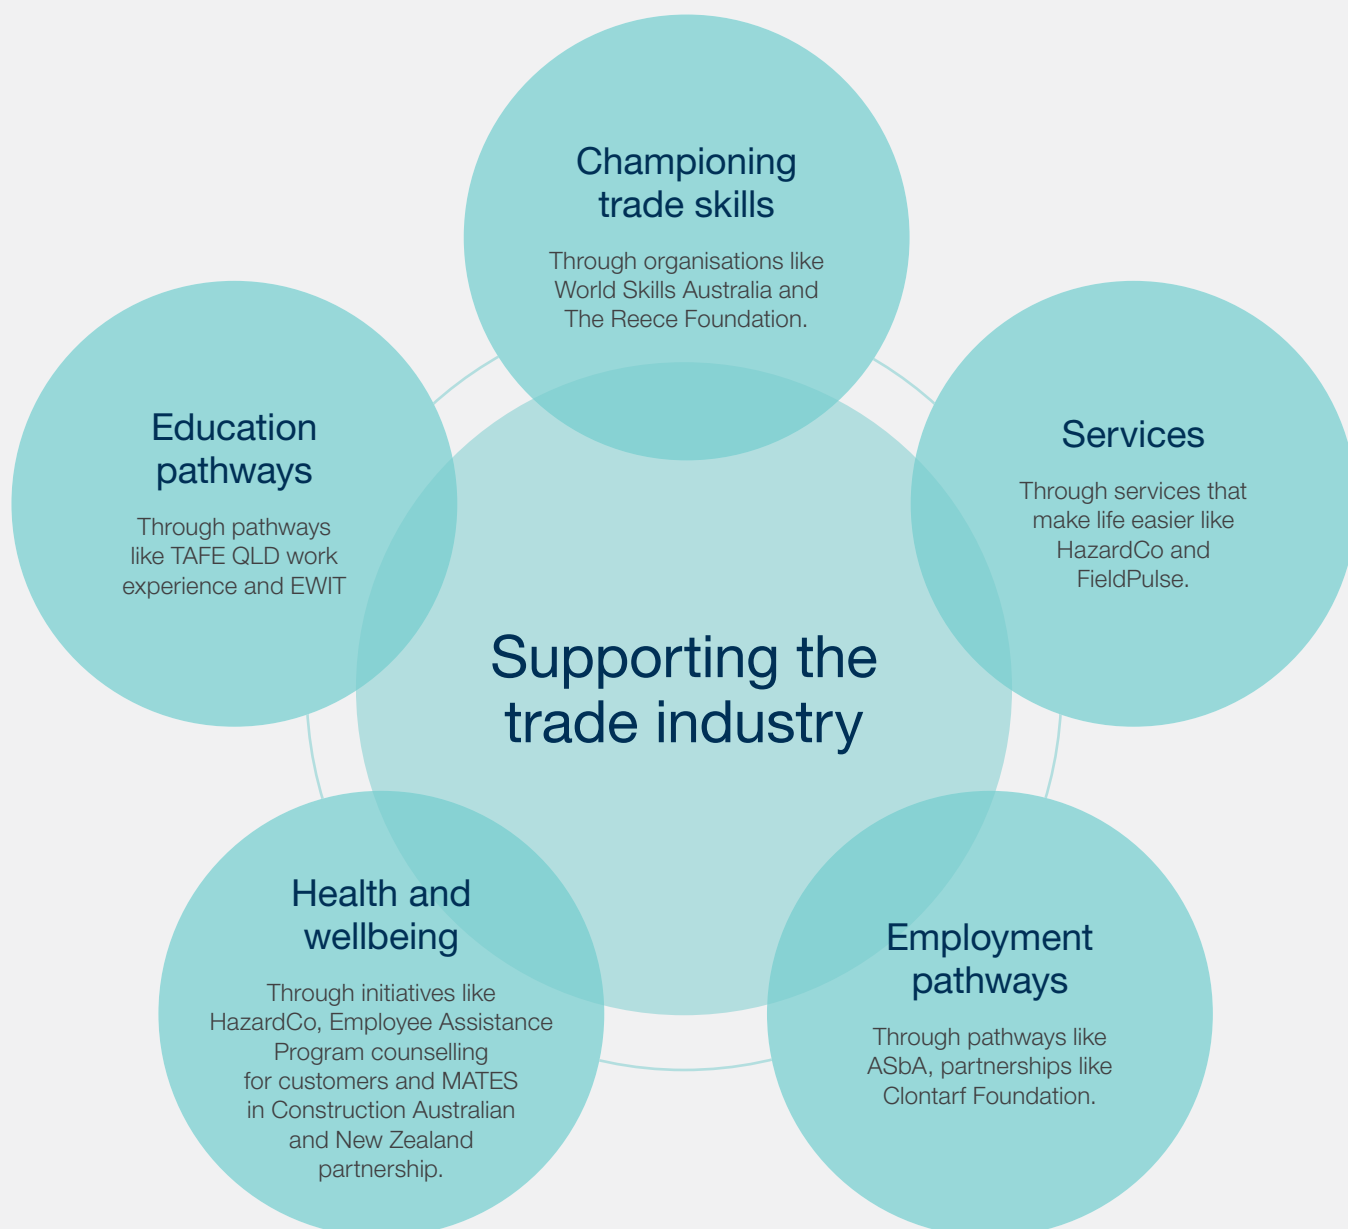 Championing
trade skills
Through organisations like
World Skills Australia and
The Reece Foundation.
Education
pathways
Through pathways
like TAFE QLD work
experience and EWIT
Services
Through services that
make life easier like
HazardCo and
FieldPulse.
Supporting the
trade industry
Health and
wellbeing
Through initiatives like
HazardCo, Employee Assistance
Program counselling
for customers and MATES
in Construction Australian
and New Zealand
partnership.
Employment
pathways
Through pathways like
ASbA, partnerships like
Clontarf Foundation.